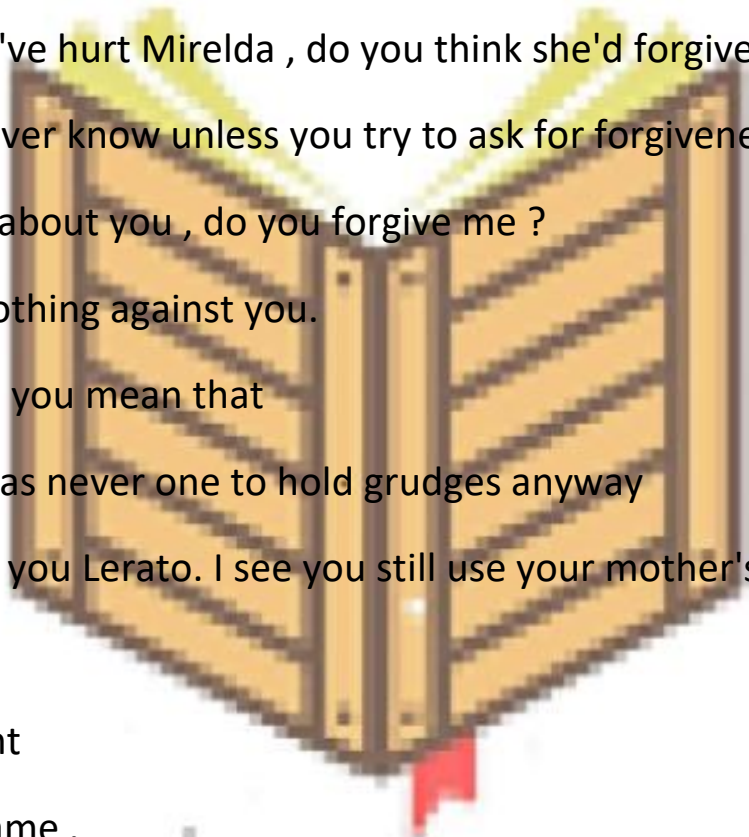 've hurt Mirelda , do you think she'd forgive
ver know unless you try to ask for forgivene
about you , do you forgive me ?
othing against you.
you mean that
as never one to hold grudges anyway
you Lerato. I see you still use your mother's
nt
ame .